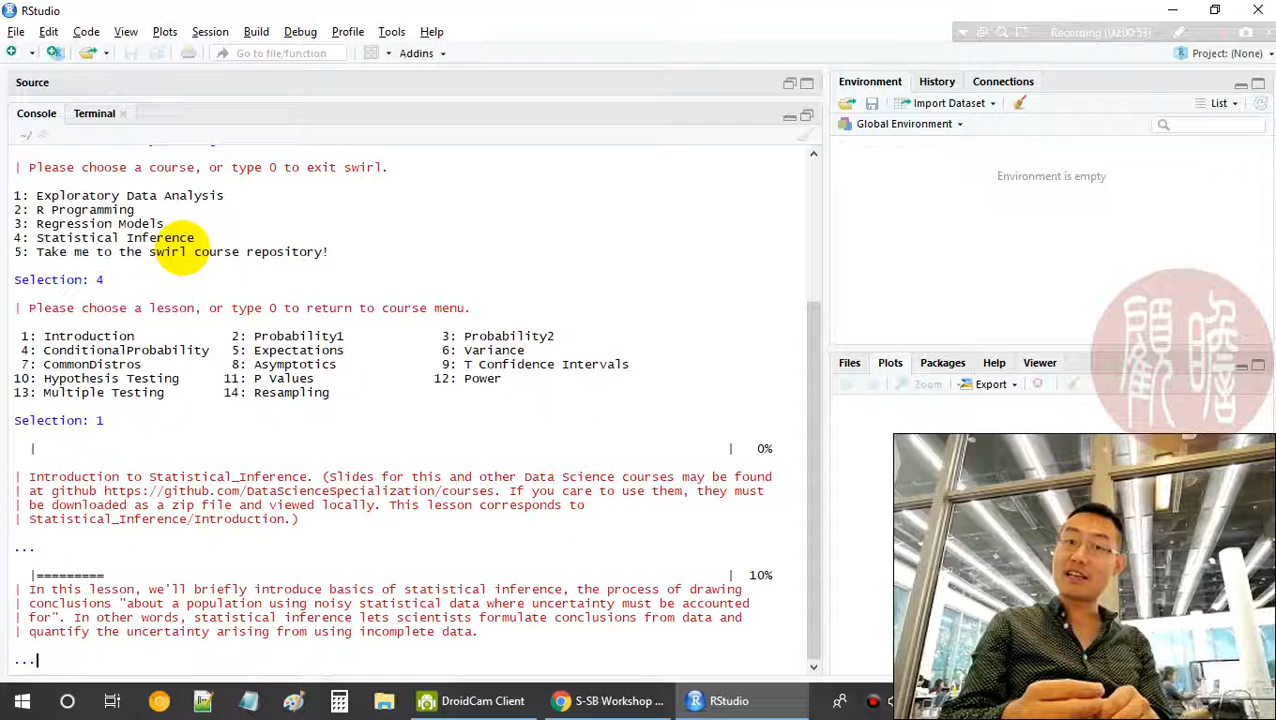 RStudio
File Edit Code View Plots Session Build Debug Profile Tools Help
Recording [00:00:53]
Go to file/function Addins Project: (None)
Source
Console Terminal
~/
| Please choose a course, or type 0 to exit swirl.
1: Exploratory Data Analysis
2: R Programming
3: Regression Models
4: Statistical Inference
5: Take me to the swirl course repository!
Selection: 4
| Please choose a lesson, or type 0 to return to course menu.
1: Introduction 2: Probability1 3: Probability2
4: ConditionalProbability 5: Expectations 6: Variance
7: CommonDistros 8: Asymptotics 9: T Confidence Intervals
10: Hypothesis Testing 11: P Values 12: Power
13: Multiple Testing 14: Resampling
Selection: 1
| | 0%
| Introduction to Statistical_Inference. (Slides for this and other Data Science courses may be found
| at github https://github.com/DataScienceSpecialization/courses. If you care to use them, they must
| be downloaded as a zip file and viewed locally. This lesson corresponds to
| Statistical_Inference/Introduction.)
...
|========= | 10%
| In this lesson, we'll briefly introduce basics of statistical inference, the process of drawing
| conclusions "about a population using noisy statistical data where uncertainty must be accounted
| for". In other words, statistical inference lets scientists formulate conclusions from data and
| quantify the uncertainty arising from using incomplete data.
...
Environment History Connections
Import Dataset List
Global Environment
Environment is empty
Files Plots Packages Help Viewer
Zoom Export
DroidCam Client S-SB Workshop ... RStudio